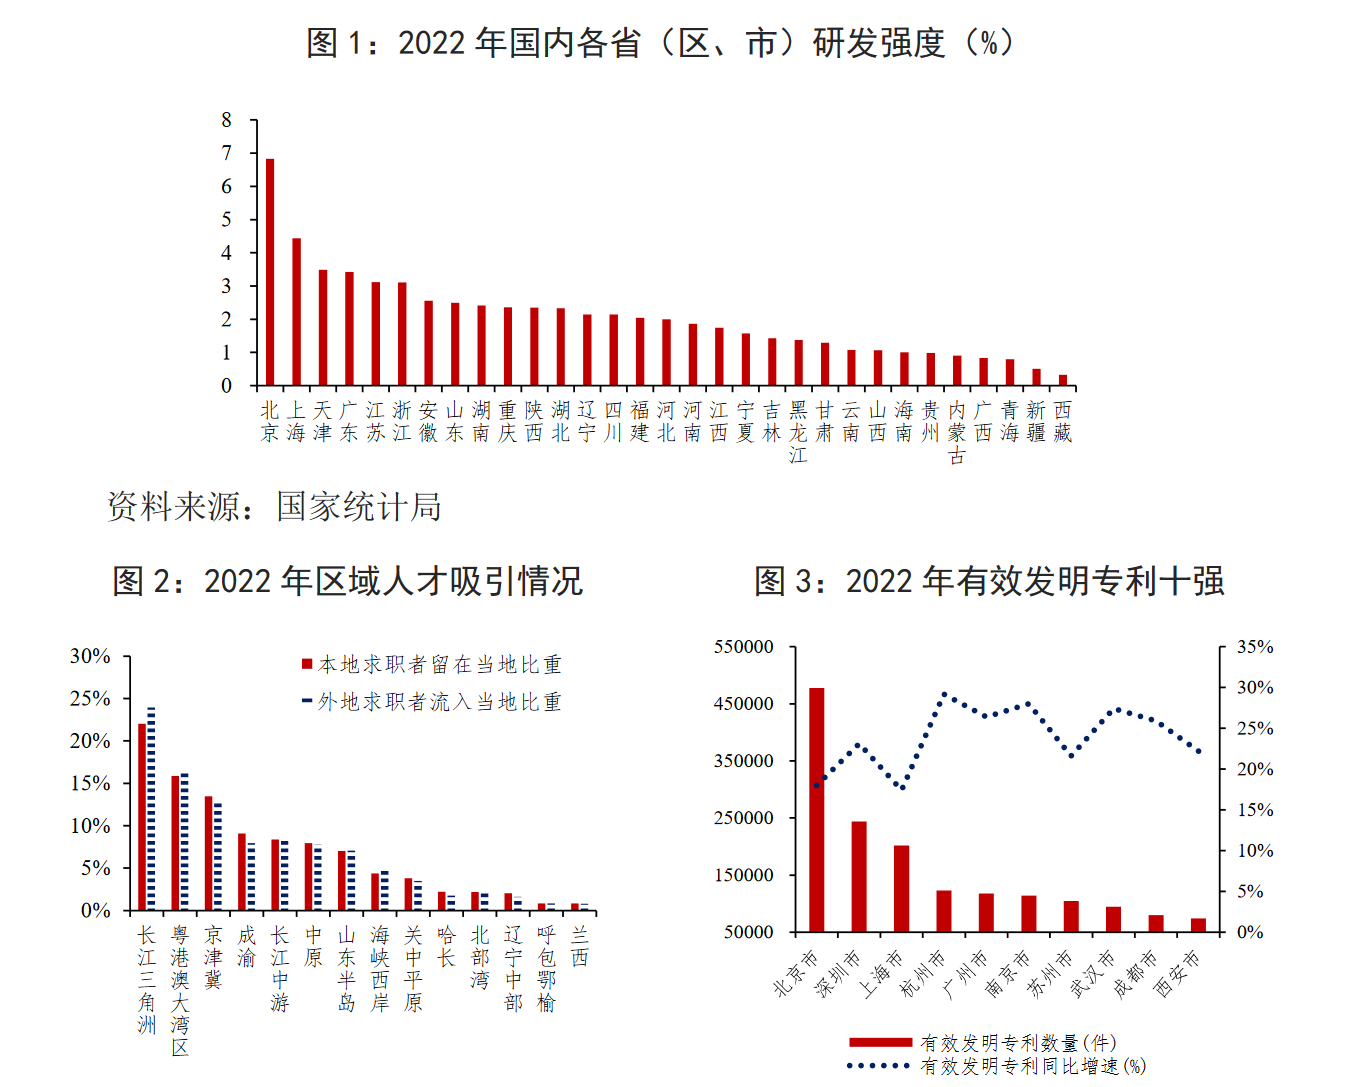 图 1：2022 年国内各省（区、市）研发强度（%）
8
7
6
5
4
3
2
1
0
北京 上海 天津 广东 江苏 浙江 安徽 山东 湖南 重庆 陕西 湖北 辽宁 四川 福建 河北 河南 江西 宁夏 吉林 黑龙江 甘肃 云南 山西 海南 贵州 内蒙古 广西 青海 新疆 西藏
资料来源：国家统计局
图 2：2022 年区域人才吸引情况
30%
25%
20%
15%
10%
5%
0%
本地求职者留在当地比重
外地求职者流入当地比重
长江三角洲 粤港澳大湾区 京津冀 成渝 长江中游 中原 山东半岛 海峡西岸 关中平原 哈长 北部湾 辽宁中部 呼包鄂榆 兰西
图 3：2022 年有效发明专利十强
550000
450000
350000
250000
150000
50000
35%
30%
25%
20%
15%
10%
5%
0%
北京市 深圳市 上海市 杭州市 广州市 南京市 苏州市 武汉市 成都市 西安市
有效发明专利数量(件)
有效发明专利同比增速(%)